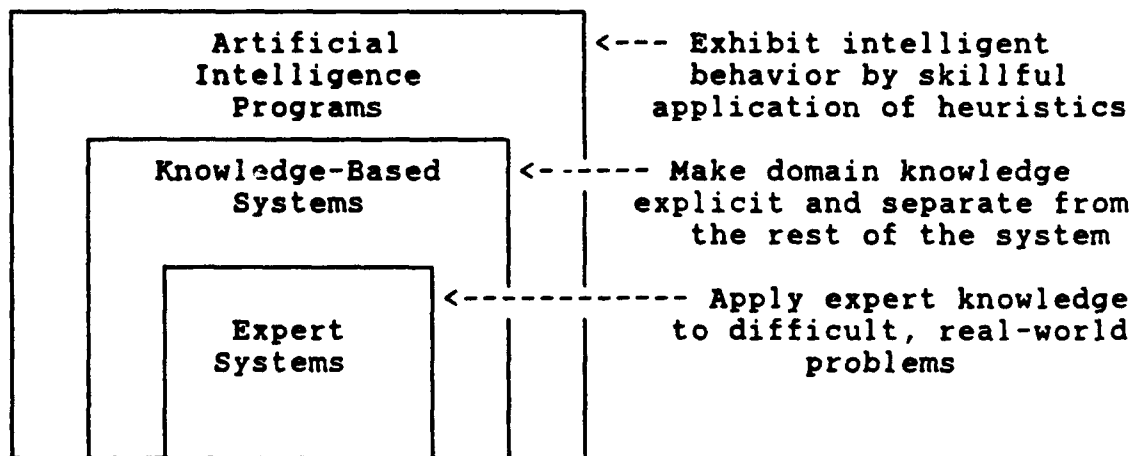 Artificial
Intelligence
Programs
<--- Exhibit intelligent
behavior by skillful
application of heuristics
Knowledge-Based
Systems
<------ Make domain knowledge
explicit and separate from
the rest of the system
Expert
Systems
<------------ Apply expert knowledge
to difficult, real-world
problems